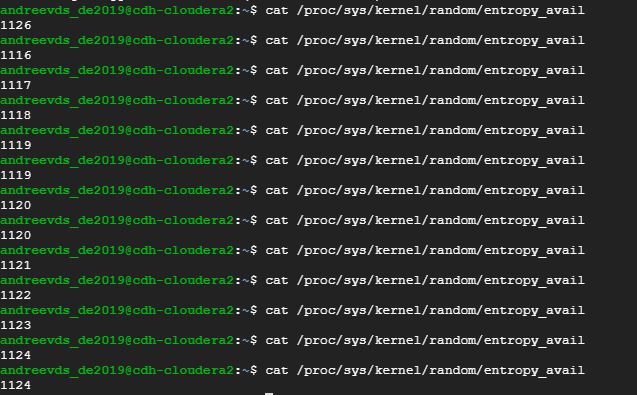 andreevds_de2019@cdh-cloudera2:~$ cat /proc/sys/kernel/random/entropy_avail
1126
andreevds_de2019@cdh-cloudera2:~$ cat /proc/sys/kernel/random/entropy_avail
1116
andreevds_de2019@cdh-cloudera2:~$ cat /proc/sys/kernel/random/entropy_avail
1117
andreevds_de2019@cdh-cloudera2:~$ cat /proc/sys/kernel/random/entropy_avail
1118
andreevds_de2019@cdh-cloudera2:~$ cat /proc/sys/kernel/random/entropy_avail
1119
andreevds_de2019@cdh-cloudera2:~$ cat /proc/sys/kernel/random/entropy_avail
1119
andreevds_de2019@cdh-cloudera2:~$ cat /proc/sys/kernel/random/entropy_avail
1120
andreevds_de2019@cdh-cloudera2:~$ cat /proc/sys/kernel/random/entropy_avail
1120
andreevds_de2019@cdh-cloudera2:~$ cat /proc/sys/kernel/random/entropy_avail
1121
andreevds_de2019@cdh-cloudera2:~$ cat /proc/sys/kernel/random/entropy_avail
1122
andreevds_de2019@cdh-cloudera2:~$ cat /proc/sys/kernel/random/entropy_avail
1123
andreevds_de2019@cdh-cloudera2:~$ cat /proc/sys/kernel/random/entropy_avail
1124
andreevds_de2019@cdh-cloudera2:~$ cat /proc/sys/kernel/random/entropy_avail
1124